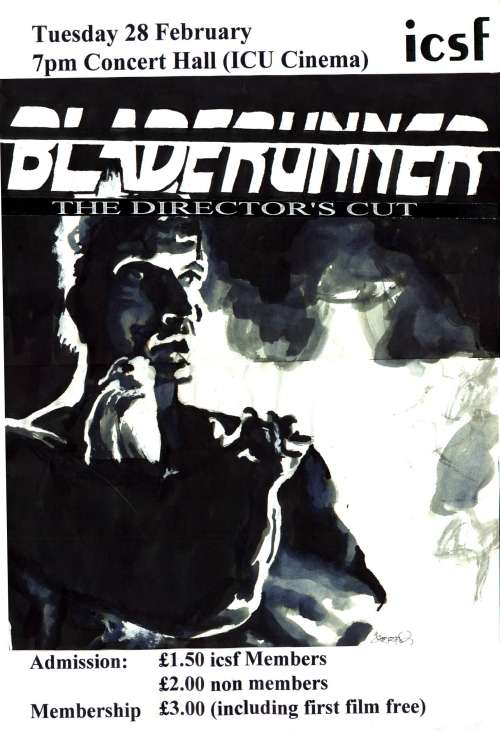 Tuesday 28 February
7pm Concert Hall (ICU Cinema)
icsf
BLADERUNNER
THE DIRECTOR'S CUT
Admission: £1.50 icsf Members
£2.00 non members
Membership £3.00 (including first film free)